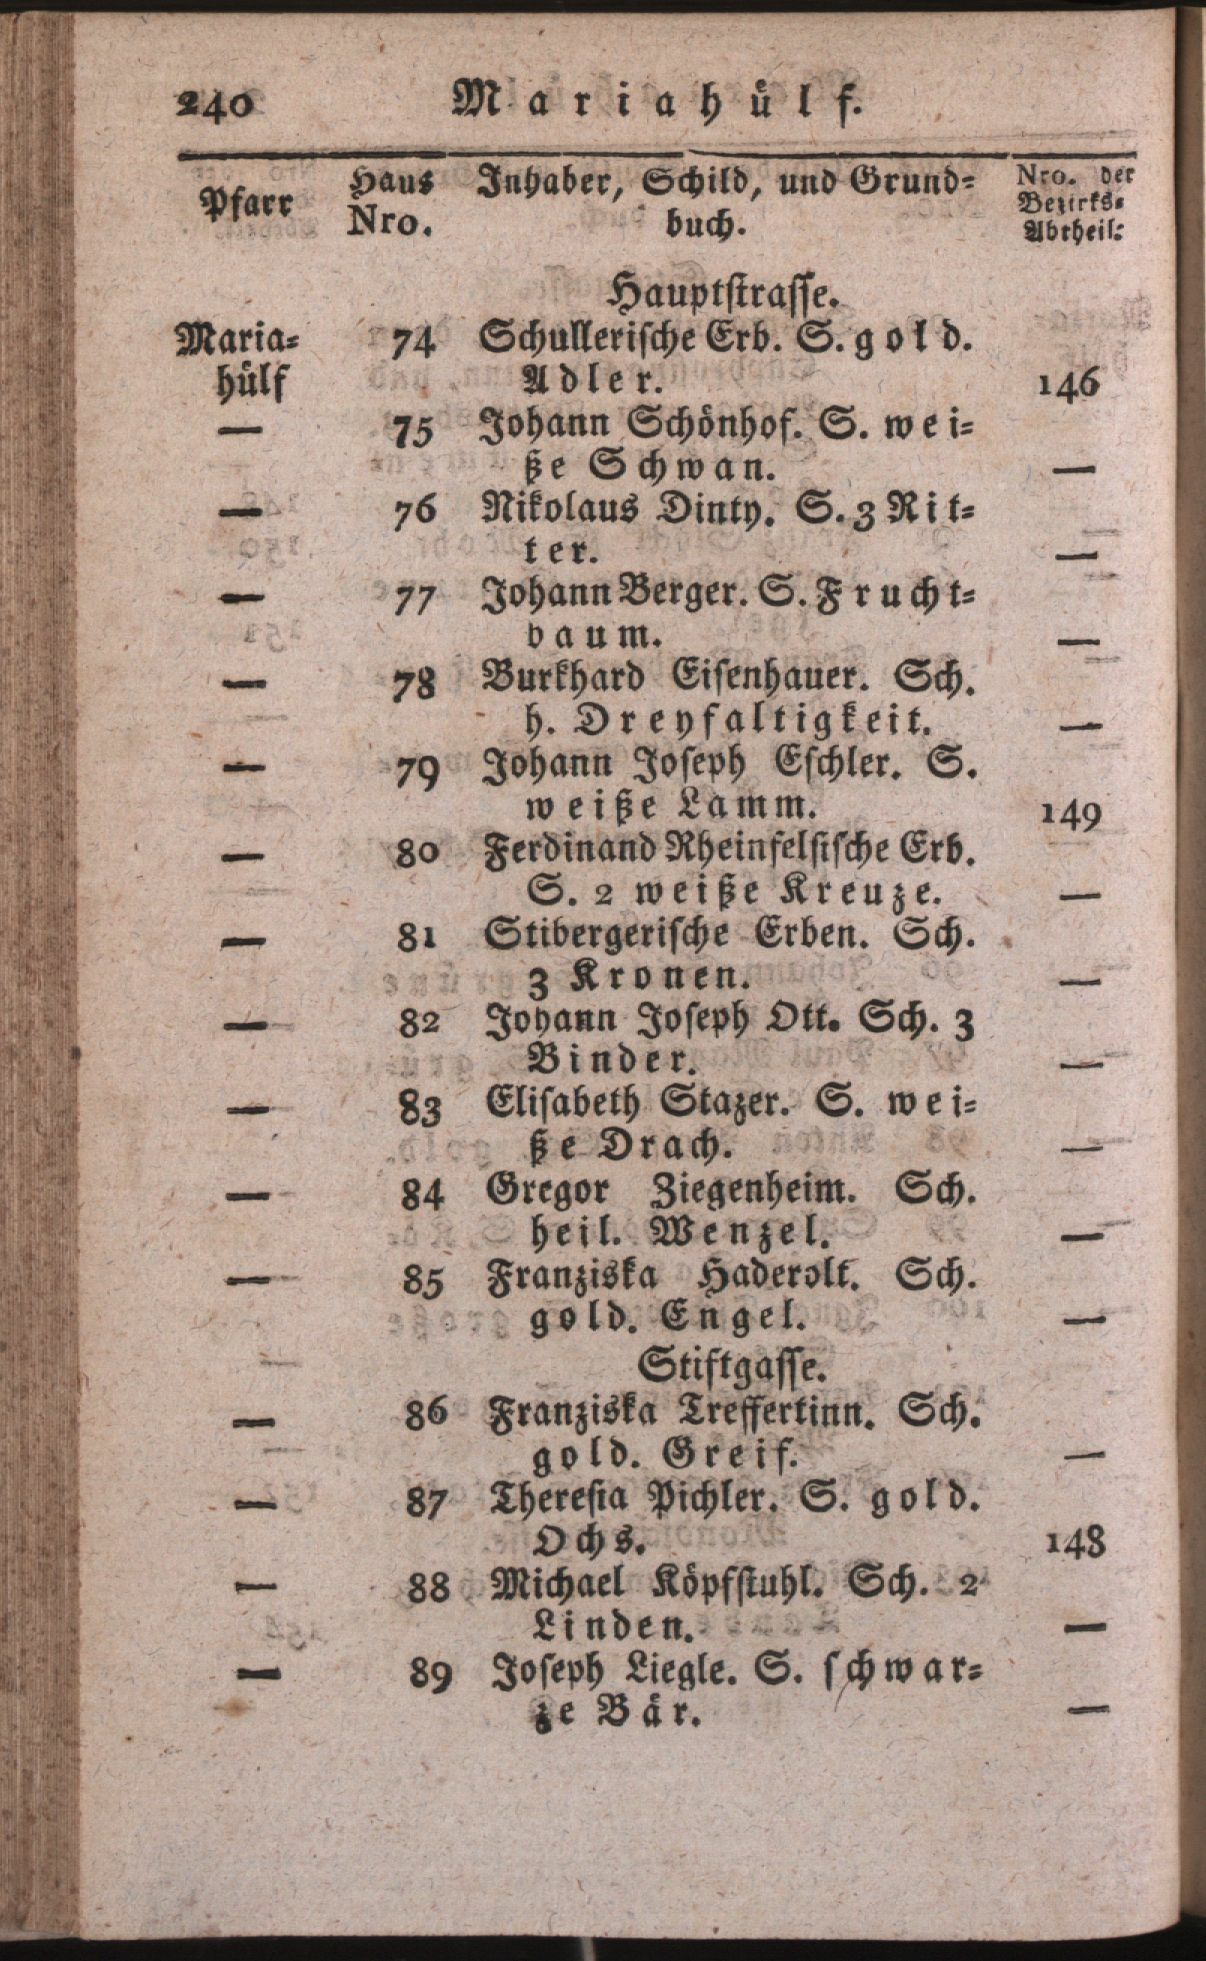 240 Mariahülf.
Pfarr Haus Nro. Inhaber, Schild, und Grund-
buch. Nro. der Bezirks-Abtheil.
Hauptstrasse.
Maria- 74 Schullerische Erb. S. gold.
hülf Adler. 146
— 75 Johann Schönhof. S. wei-
ße Schwan. —
— 76 Nikolaus Dinty. S. 3 Rit-
ter. —
— 77 Johann Berger. S. Frucht-
baum. —
— 78 Burkhard Eisenhauer. Sch.
h. Dreyfaltigkeit. —
— 79 Johann Joseph Eschler. S.
weiße Lamm. 149
— 80 Ferdinand Rheinfelsische Erb.
S. 2 weiße Kreuze. —
— 81 Stibergerische Erben. Sch.
3 Kronen. —
— 82 Johann Joseph Ott. Sch. 3
Binder. —
— 83 Elisabeth Stazer. S. wei-
ße Drach. —
— 84 Gregor Ziegenheim. Sch.
heil. Wenzel. —
— 85 Franziska Haderolt. Sch.
gold. Engel. —
Stiftgasse.
— 86 Franziska Treffertinn. Sch.
gold. Greif. —
— 87 Theresia Pichler. S. gold.
Ochs. 148
— 88 Michael Köpfstuhl. Sch. 2
Linden. —
— 89 Joseph Liegle. S. schwar-
ze Bär. —